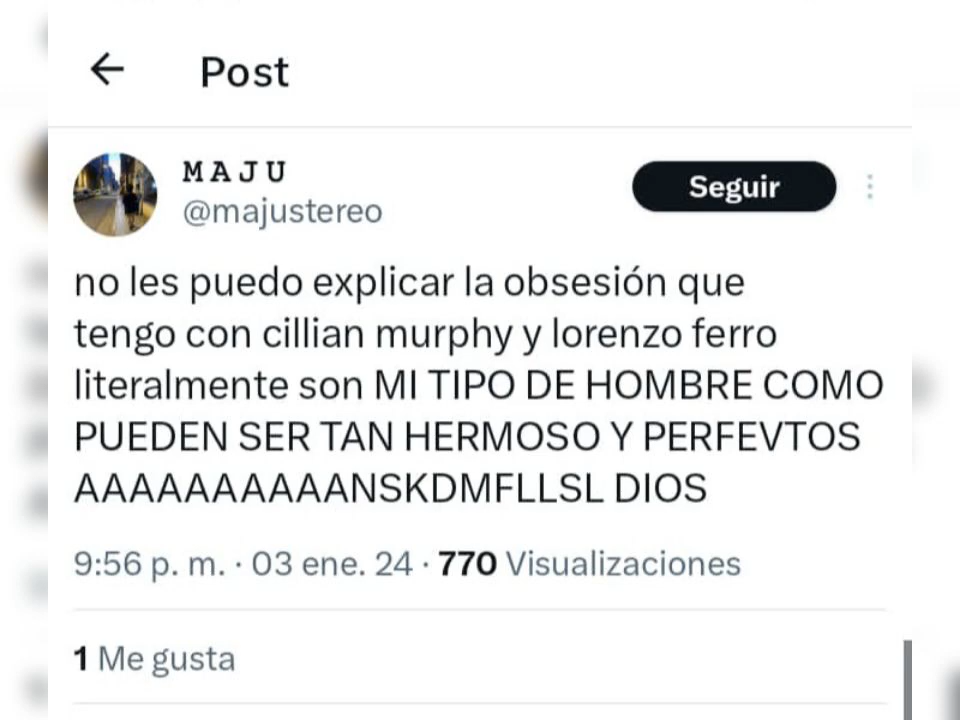 Post
MAJU
@majustereo
Seguir
no les puedo explicar la obsesión que
tengo con cillian murphy y lorenzo ferro
literalmente son MI TIPO DE HOMBRE COMO
PUEDEN SER TAN HERMOSO Y PERFEVTOS
AAAAAAAAAANSKDMFLLSL DIOS
9:56 p. m. · 03 ene. 24 · 770 Visualizaciones
1 Me gusta